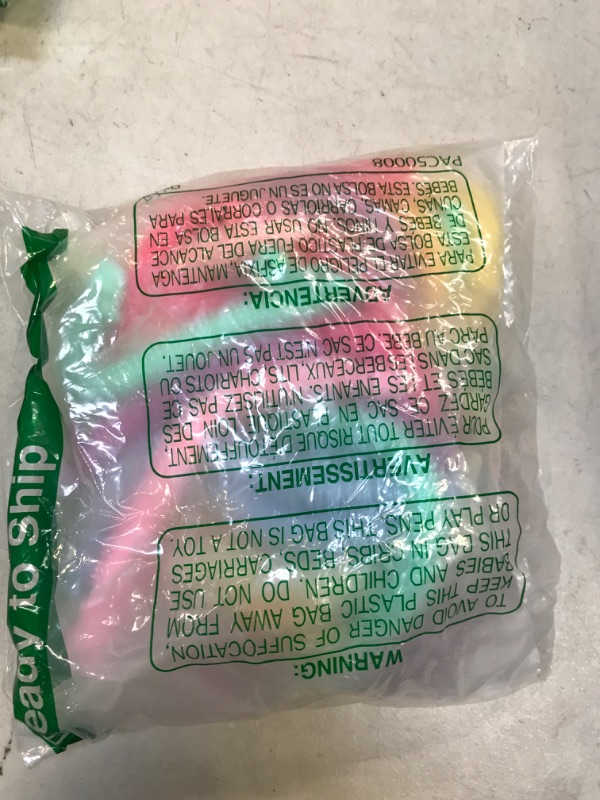 WARNING:
TO AVOID DANGER OF SUFFOCATION,
KEEP THIS PLASTIC BAG AWAY FROM
BABIES AND CHILDREN. DO NOT USE
THIS BAG IN CRIBS, BEDS, CARRIAGES
OR PLAY PENS. THIS BAG IS NOT A TOY.
AVERTISSEMENT:
POUR EVITER TOUT RISQUE D'ETOUFFEMENT,
GARDEZ CE SAC EN PLASTIQUE LOIN DES
BEBES ET LES ENFANTS. N'UTILISEZ PAS CE
SAC DANS LES BERCEAUX, LITS, CHARIOTS OU
PARC AU BEBE. CE SAC N'EST PAS UN JOUET.
ADVERTENCIA:
PARA EVITAR EL PELIGRO DE ASFIXIA, MANTENGA
ESTA BOLSA DE PLASTICO FUERA DEL ALCANCE
DE BEBES Y NINOS. NO USAR ESTA BOLSA EN
CUNAS, CAMAS, CARRIOLAS O CORRALES PARA
BEBES. ESTA BOLSA NO ES UN JUGUETE.
PAC50008
eady to Ship